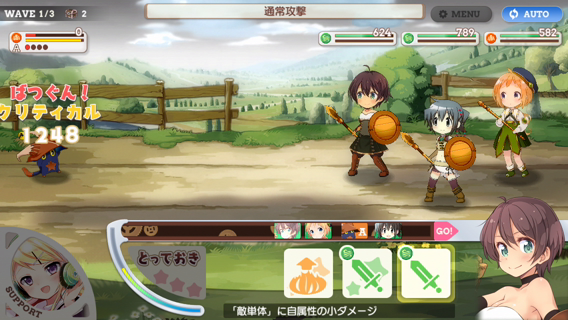 WAVE 1/3 2
通常攻撃
MENU
AUTO
0
A
624
789
582
ばつぐん!
クリティカル
1248
GO!
A
とっておき
SUPPORT
「敵単体」に自属性の小ダメージ